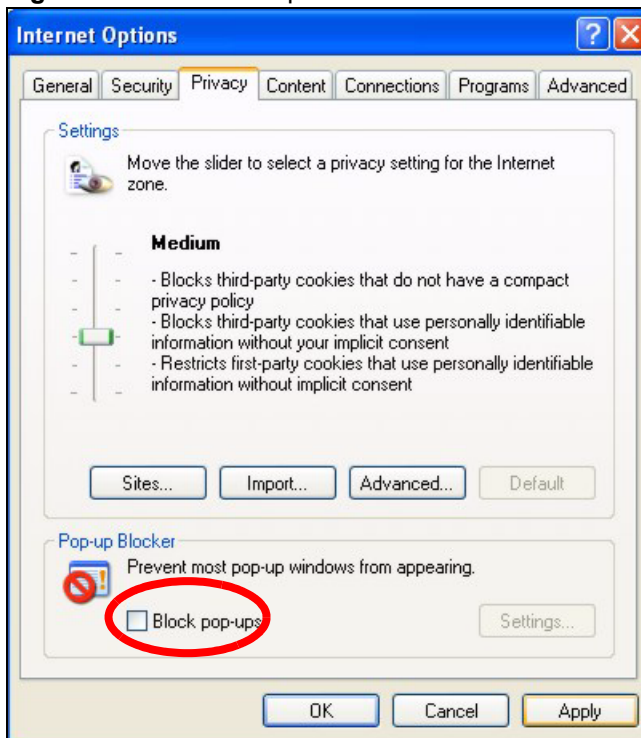 Internet Options
General Security Privacy Content Connections Programs Advanced
Settings
Move the slider to select a privacy setting for the Internet
zone.
Medium
- Blocks third-party cookies that do not have a compact
privacy policy
- Blocks third-party cookies that use personally identifiable
information without your implicit consent
- Restricts first-party cookies that use personally identifiable
information without implicit consent
Sites... Import... Advanced... Default
Pop-up Blocker
Prevent most pop-up windows from appearing.
Block pop-ups Settings...
OK Cancel Apply